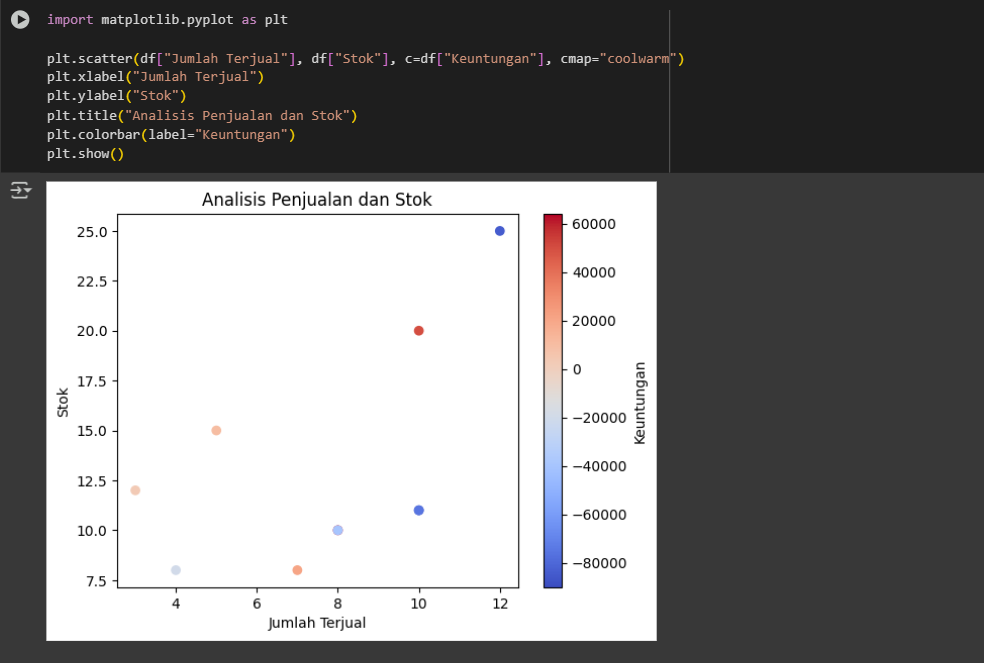 import matplotlib.pyplot as plt
plt.scatter(df["Jumlah Terjual"], df["Stok"], c=df["Keuntungan"], cmap="coolwarm")
plt.xlabel("Jumlah Terjual")
plt.ylabel("Stok")
plt.title("Analisis Penjualan dan Stok")
plt.colorbar(label="Keuntungan")
plt.show()
Analisis Penjualan dan Stok
Stok
25.0
22.5
20.0
17.5
15.0
12.5
10.0
7.5
4 6 8 10 12
Jumlah Terjual
60000
40000
20000
0
−20000
−40000
−60000
−80000
Keuntungan